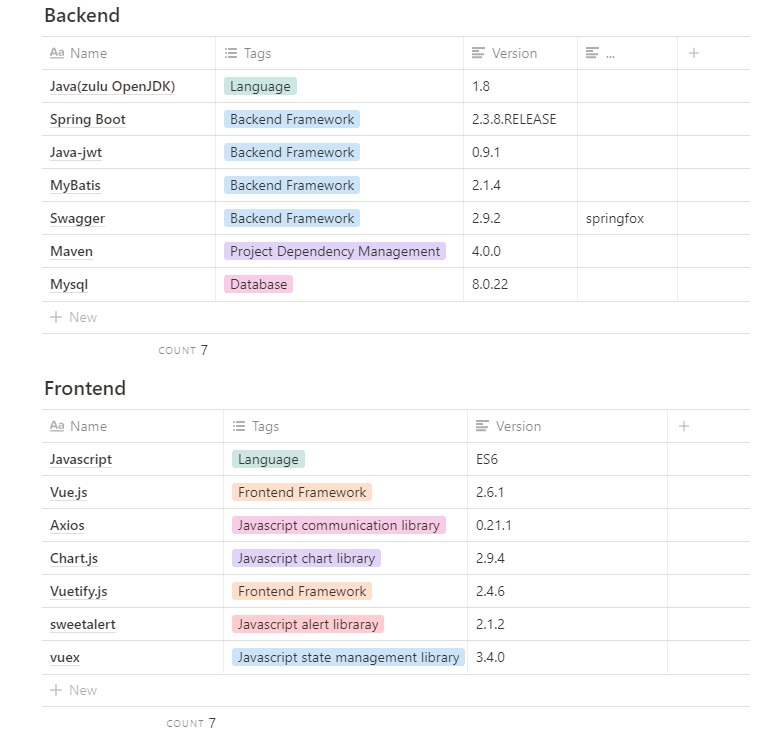 Backend
Aa Name Tags Version ...
Java(zulu OpenJDK) Language 1.8
Spring Boot Backend Framework 2.3.8.RELEASE
Java-jwt Backend Framework 0.9.1
MyBatis Backend Framework 2.1.4
Swagger Backend Framework 2.9.2 springfox
Maven Project Dependency Management 4.0.0
Mysql Database 8.0.22
+ New
COUNT 7
Frontend
Aa Name Tags Version
Javascript Language ES6
Vue.js Frontend Framework 2.6.1
Axios Javascript communication library 0.21.1
Chart.js Javascript chart library 2.9.4
Vuetify.js Frontend Framework 2.4.6
sweetalert Javascript alert libraray 2.1.2
vuex Javascript state management library 3.4.0
+ New
COUNT 7